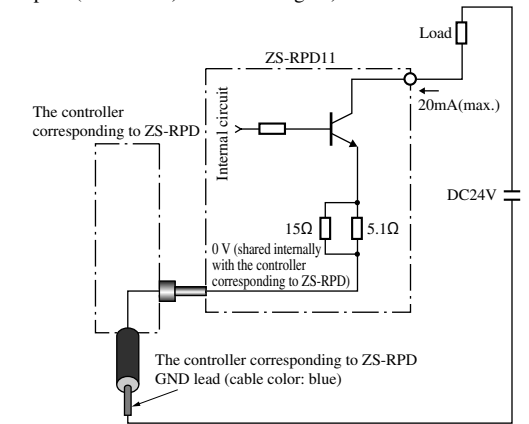 Load
ZS-RPD11
20mA(max.)
The controller
corresponding to ZS-RPD
Internal circuit
DC24V
15Ω
5.1Ω
0 V (shared internally
with the controller
corresponding to ZS-RPD)
The controller corresponding to ZS-RPD
GND lead (cable color: blue)